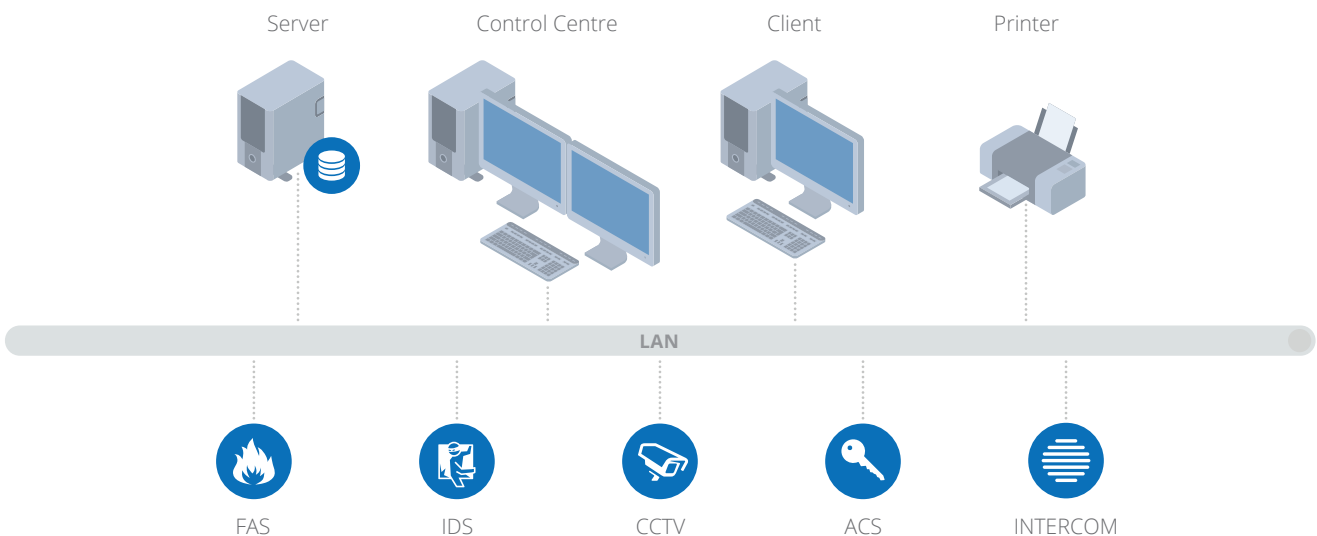 Server
Control Centre
Client
Printer
LAN
FAS
IDS
CCTV
ACS
INTERCOM